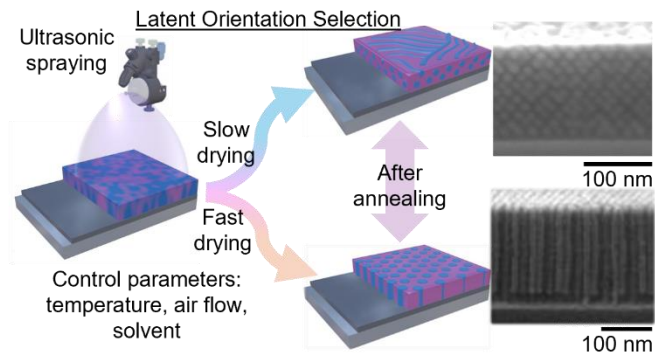 Latent Orientation Selection
Ultrasonic
spraying
Slow
drying
Fast
drying
After
annealing
Control parameters:
temperature, air flow,
solvent
100 nm
100 nm